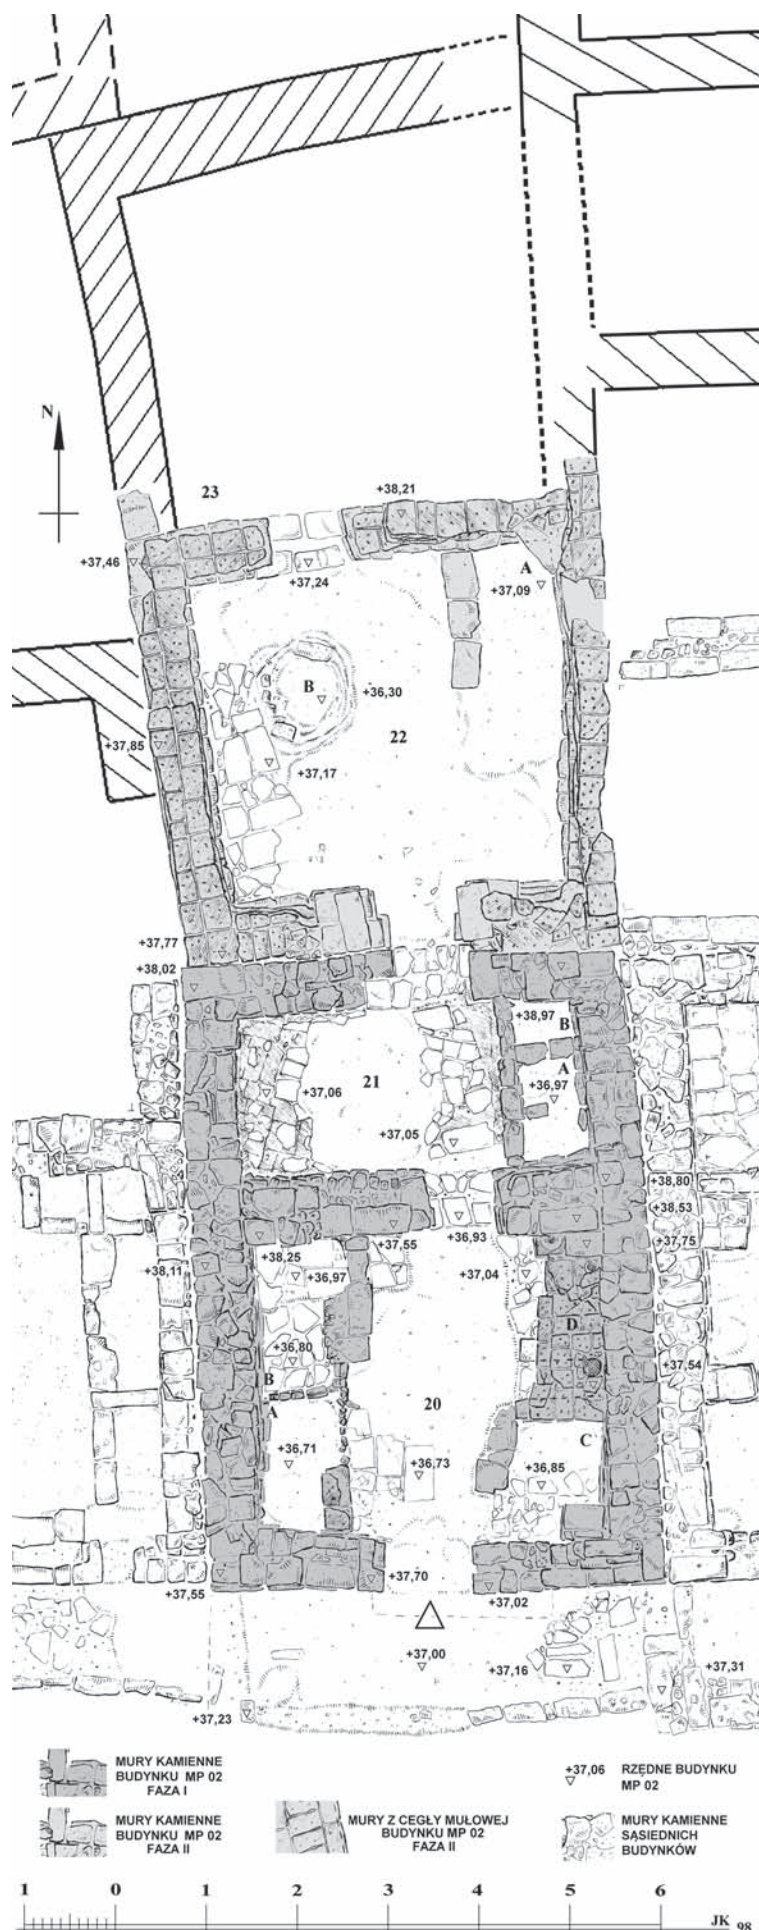 N
23
+38,21
+37,46
+37,24
A
+37,09
B
+36,30
22
+37,85
+37,17
+37,77
+38,02
+38,97
B
A
+37,06
21
+36,97
+37,05
+38,80
+38,53
+37,75
+36,93
+37,55
+38,25
+38,11
+36,97
+37,04
D
+36,80
+37,54
B
A
20
C
+36,71
+36,73
+36,85
+37,70
+37,55
+37,02
+37,00
+37,16
+37,31
+37,23
MURY KAMIENNE
BUDYNKU MP 02
FAZA I
+37,06 RZĘDNE BUDYNKU
MP 02
MURY KAMIENNE
BUDYNKU MP 02
FAZA II
MURY Z CEGŁY MUŁOWEJ
BUDYNKU MP 02
FAZA II
MURY KAMIENNE
SĄSIEDNICH
BUDYNKÓW
1 0 1 2 3 4 5 6
JK 98